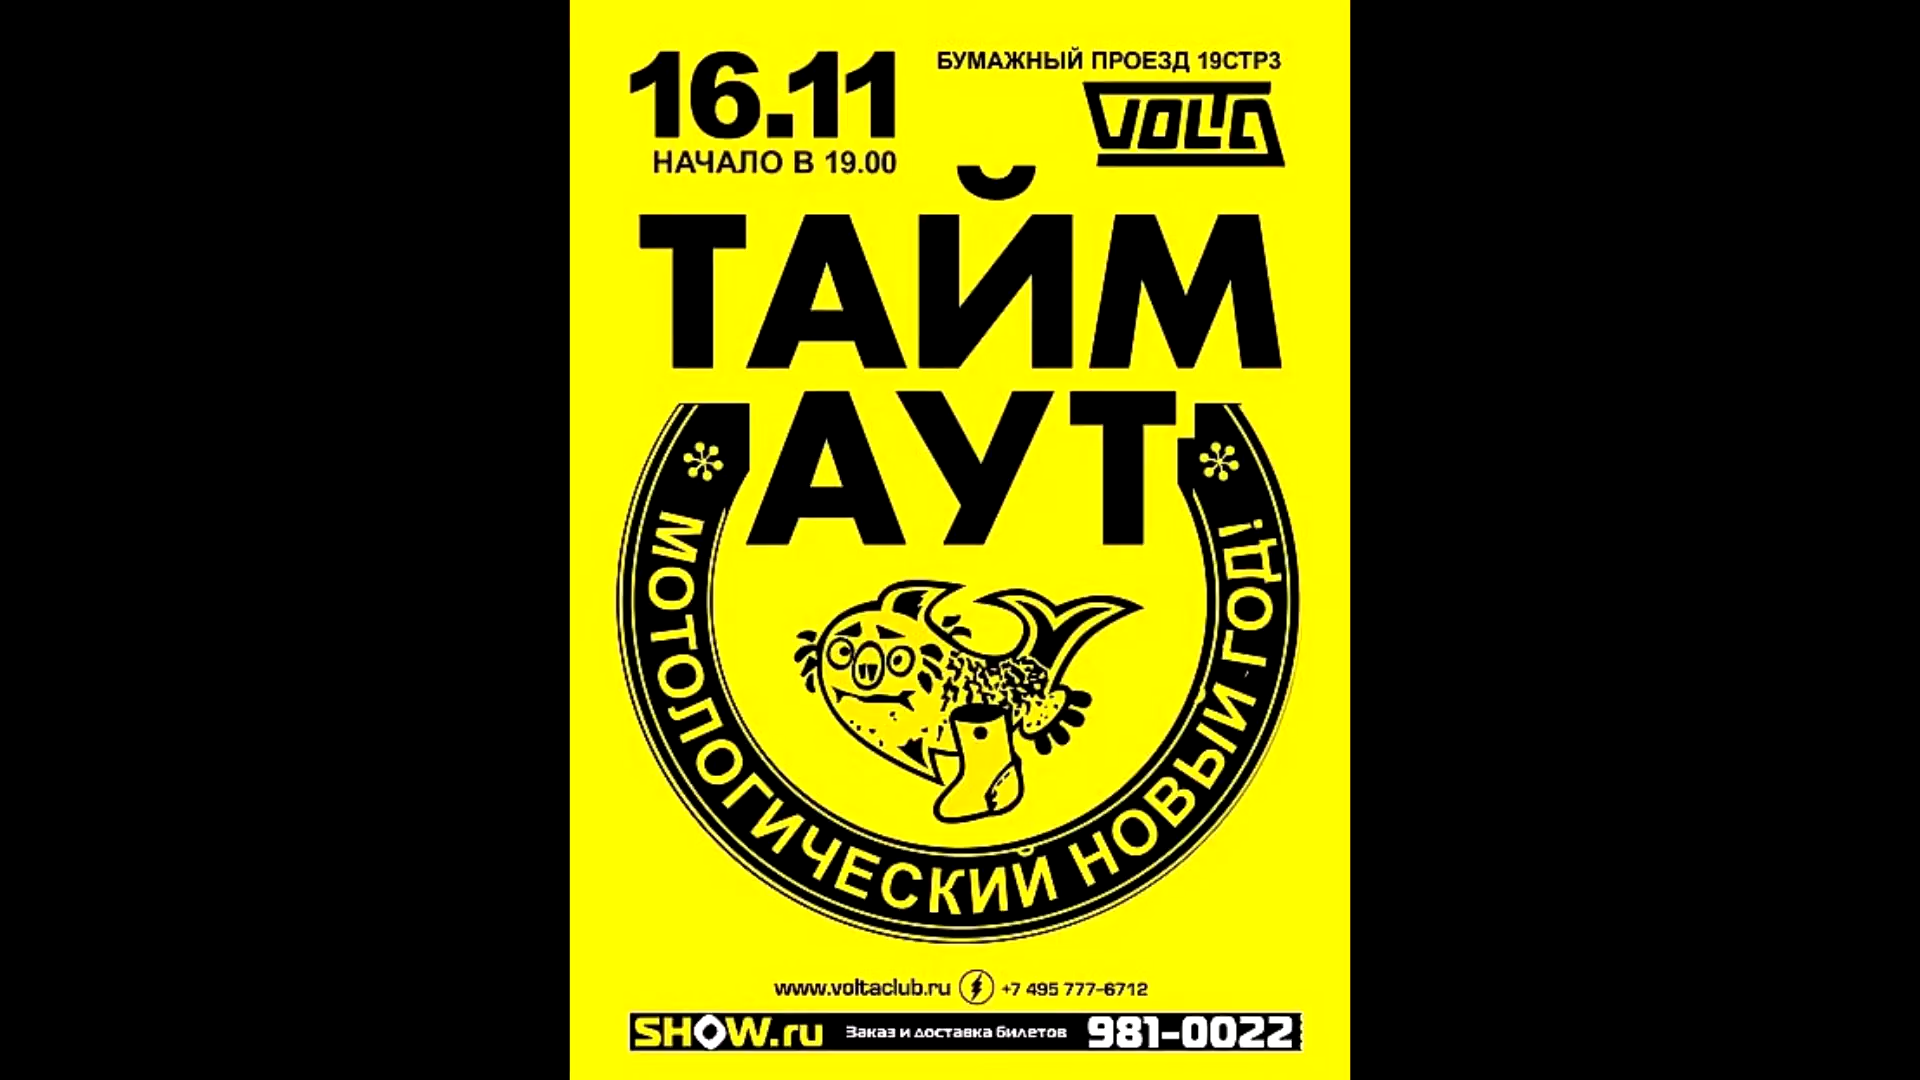 16.11
НАЧАЛО В 19.00
БУМАЖНЫЙ ПРОЕЗД 19СТР3
VOLTA
ТАЙМ
АУТ
МОТОЛОГИЧЕСКИЙ НОВЫЙ ГОД!
www.voltaclub.ru +7 495 777-6712
SHOW.ru Заказ и доставка билетов 981-0022